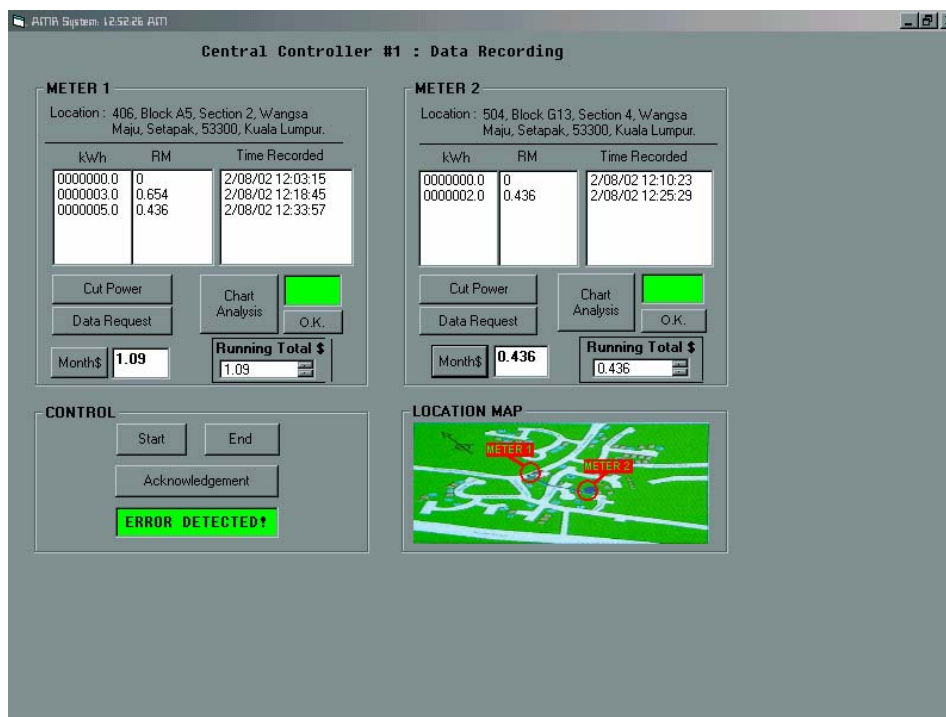 AMR System: 12:52:26 AM
Central Controller #1 : Data Recording
METER 1
Location : 406, Block A5, Section 2, Wangsa
Maju, Setapak, 53300, Kuala Lumpur.
kWh RM Time Recorded
0000000.0 0 2/08/02 12:03:15
0000003.0 0.654 2/08/02 12:18:45
0000005.0 0.436 2/08/02 12:33:57
Cut Power
Chart
Analysis
Data Request
O.K.
Month$ 1.09
Running Total $
1.09
METER 2
Location : 504, Block G13, Section 4, Wangsa
Maju, Setapak, 53300, Kuala Lumpur.
kWh RM Time Recorded
0000000.0 0 2/08/02 12:10:23
0000002.0 0.436 2/08/02 12:25:29
Cut Power
Chart
Analysis
Data Request
O.K.
Month$ 0.436
Running Total $
0.436
CONTROL
Start End
Acknowledgement
ERROR DETECTED!
LOCATION MAP
METER 1
METER 2